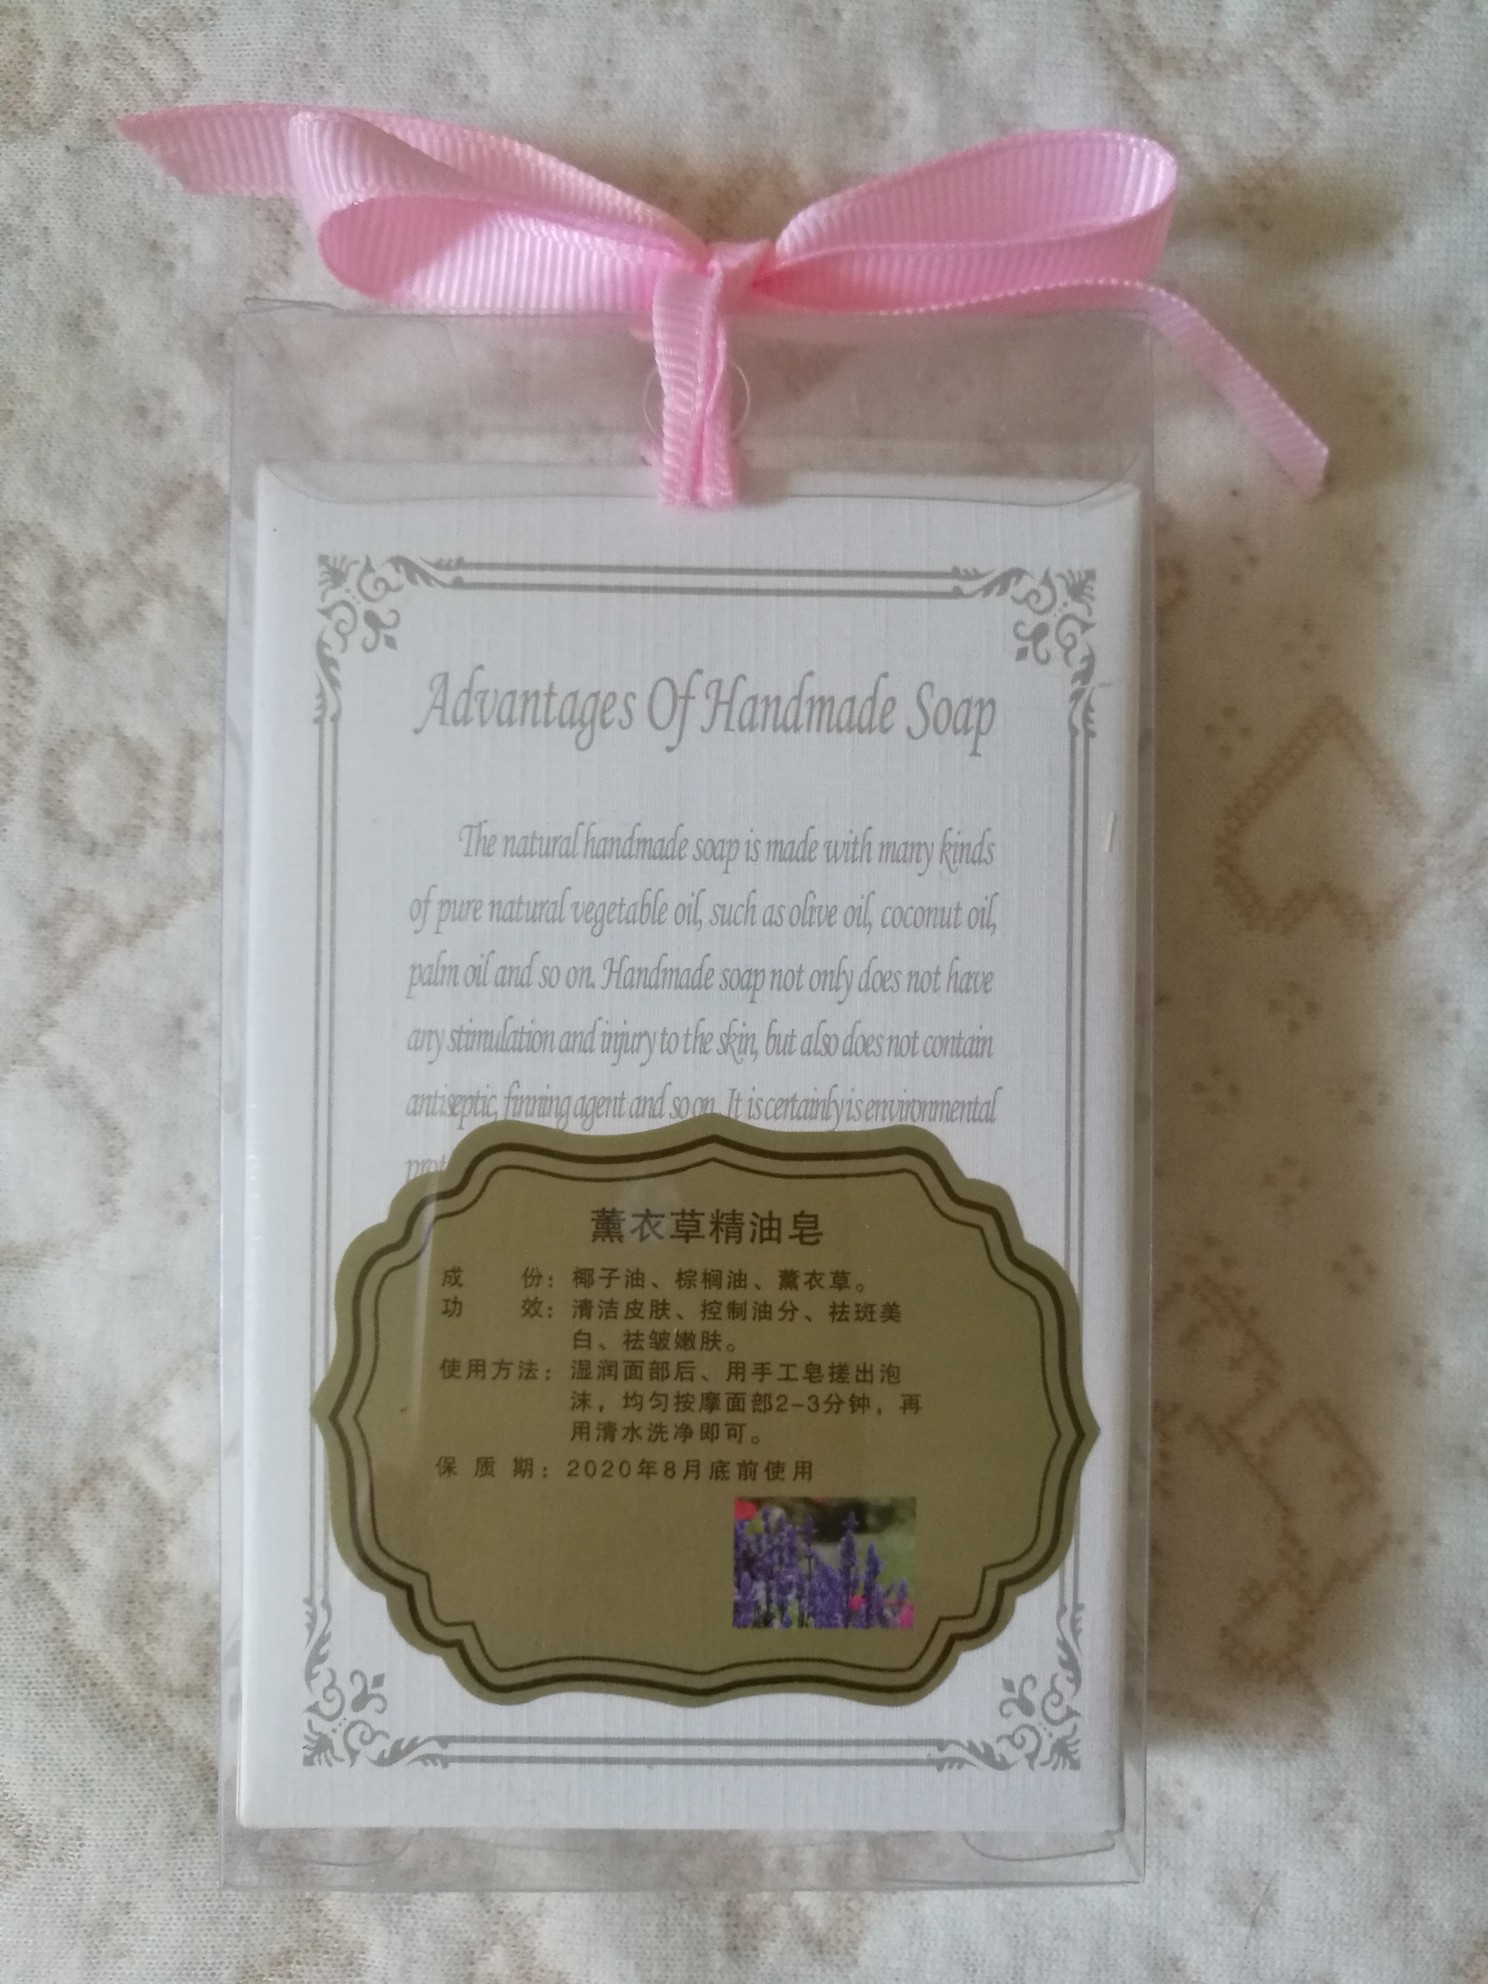 Advantages Of Handmade Soap
The natural handmade soap is made with many kinds
of pure natural vegetable oil, such as olive oil, coconut oil,
palm oil and so on. Handmade soap not only does not have
any stimulation and injury to the skin, but also does not contain
antiseptic, finning agent and so on. It is certainly is environmental
薰衣草精油皂
成 份：椰子油、棕榈油、薰衣草。
功 效：清洁皮肤、控制油分、祛斑美
白、祛皱嫩肤。
使用方法：湿润面部后、用手工皂搓出泡
沫，均匀按摩面部2-3分钟，再
用清水洗净即可。
保 质 期：2020年8月底前使用